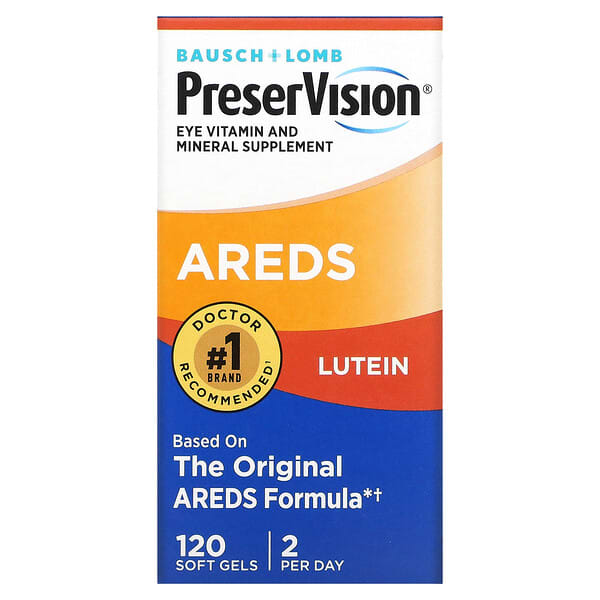 BAUSCH + LOMB
PreserVision®
EYE VITAMIN AND
MINERAL SUPPLEMENT
AREDS
DOCTOR
#1
BRAND
RECOMMENDED¹
LUTEIN
Based On
The Original
AREDS Formula*†
120
SOFT GELS
2
PER DAY